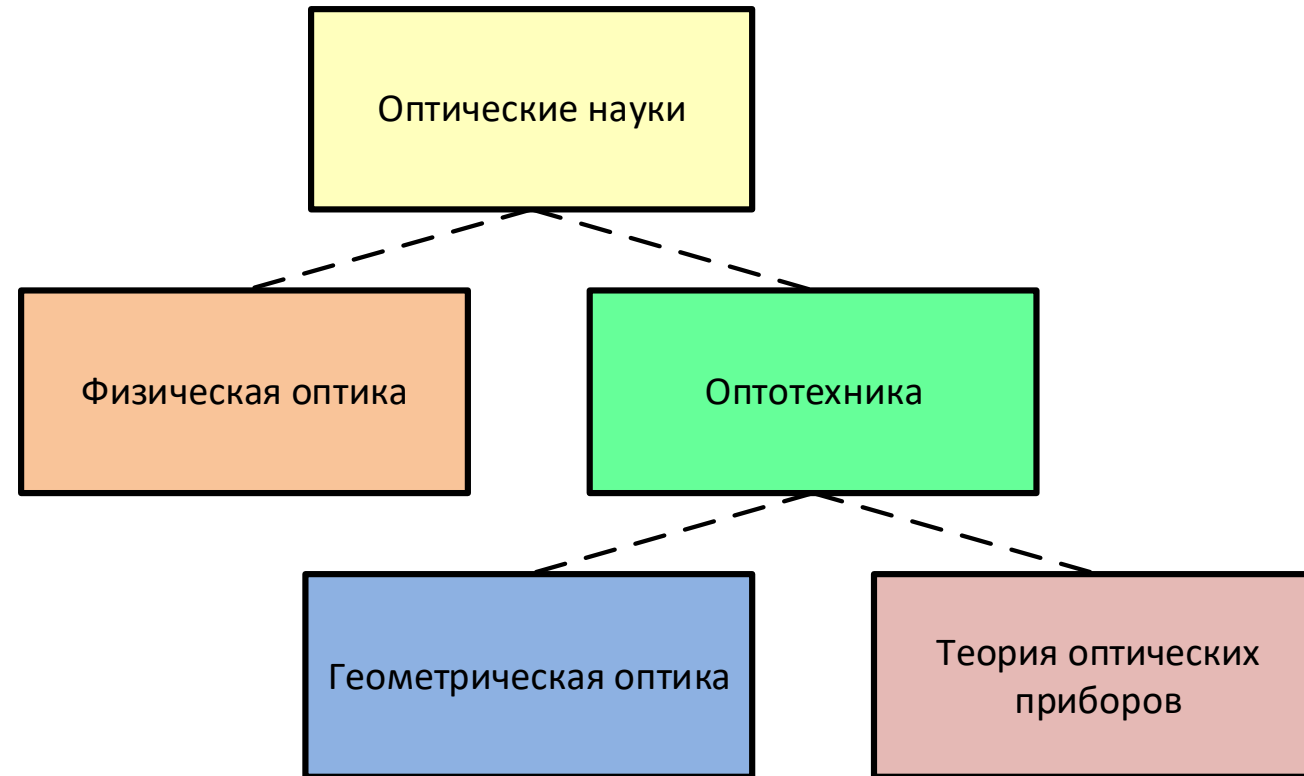 Оптические науки
Физическая оптика
Оптотехника
Геометрическая оптика
Теория оптических
приборов